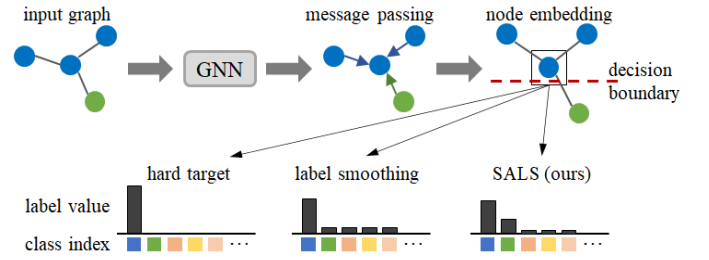 input graph
message passing
node embedding
GNN
decision
boundary
hard target
label smoothing
SALS (ours)
label value
class index
...
...
...